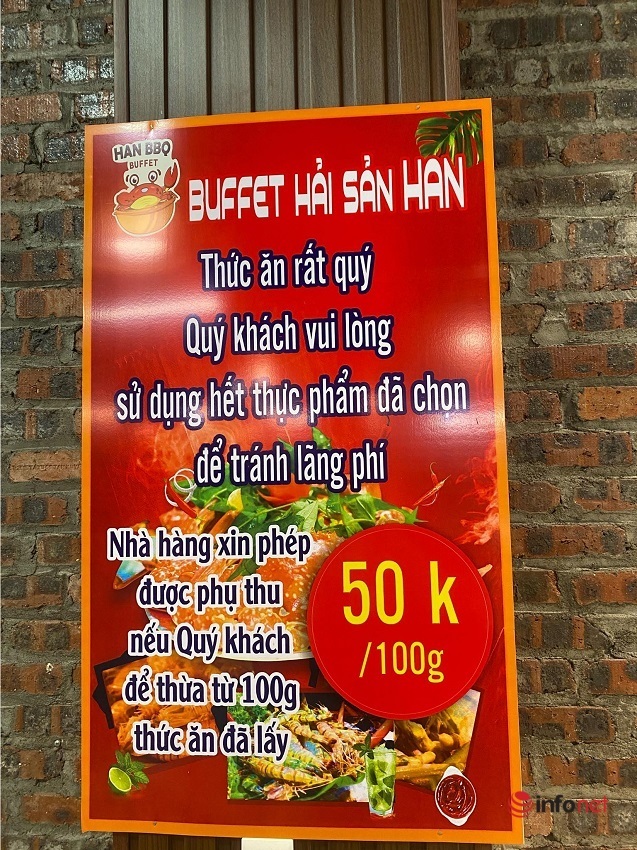 HAN BBQ
BUFFET
BUFFET HẢI SẢN HAN
Thức ăn rất quý
Quý khách vui lòng
sử dụng hết thực phẩm đã chọn
để tránh lãng phí
Nhà hàng xin phép
được phụ thu
nếu Quý khách
để thừa từ 100g
thức ăn đã lấy
50 k
/100g
infonet